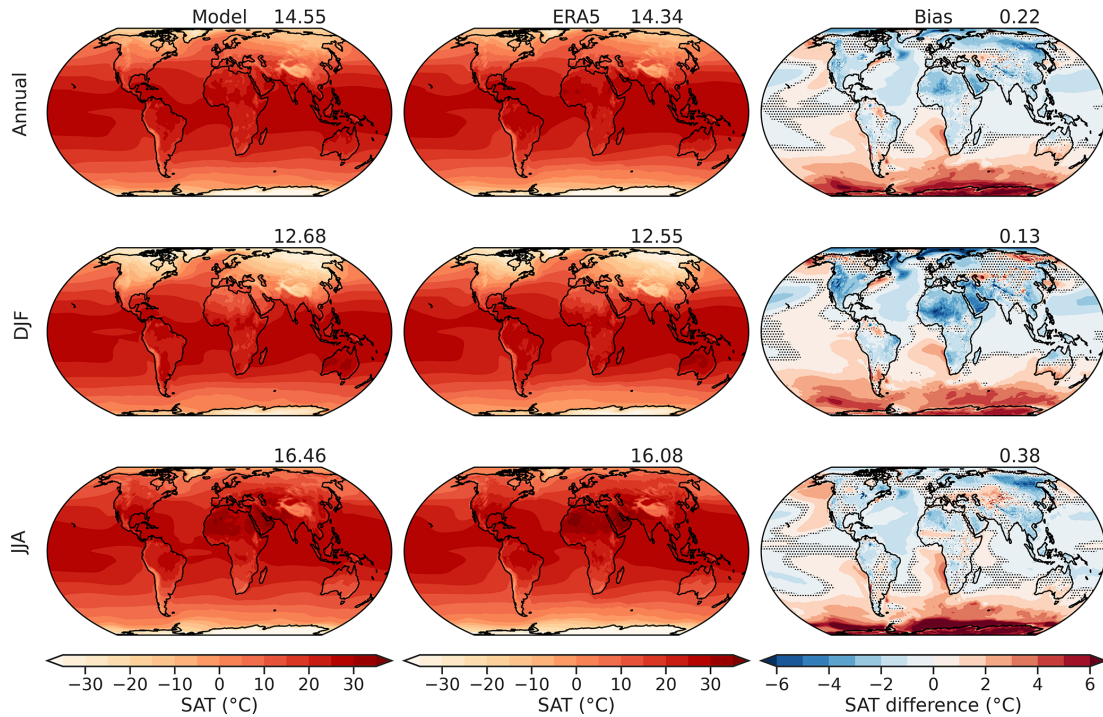 Model 14.55 ERA5 14.34 Bias 0.22
Annual
12.68 12.55 0.13
DJF
16.46 16.08 0.38
JJA
−30 −20 −10 0 10 20 30 −30 −20 −10 0 10 20 30 −6 −4 −2 0 2 4 6
SAT (°C) SAT (°C) SAT difference (°C)